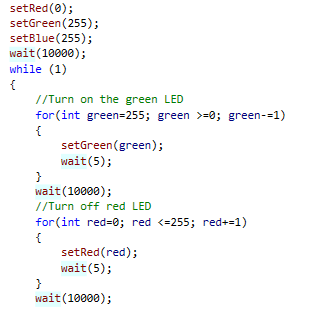 setRed(0);
setGreen(255);
setBlue(255);
wait(10000);
while (1)
{
    //Turn on the green LED
    for(int green=255; green >=0; green-=1)
    {
        setGreen(green);
        wait(5);
    }
    wait(10000);
    //Turn off red LED
    for(int red=0; red <=255; red+=1)
    {
        setRed(red);
        wait(5);
    }
    wait(10000);